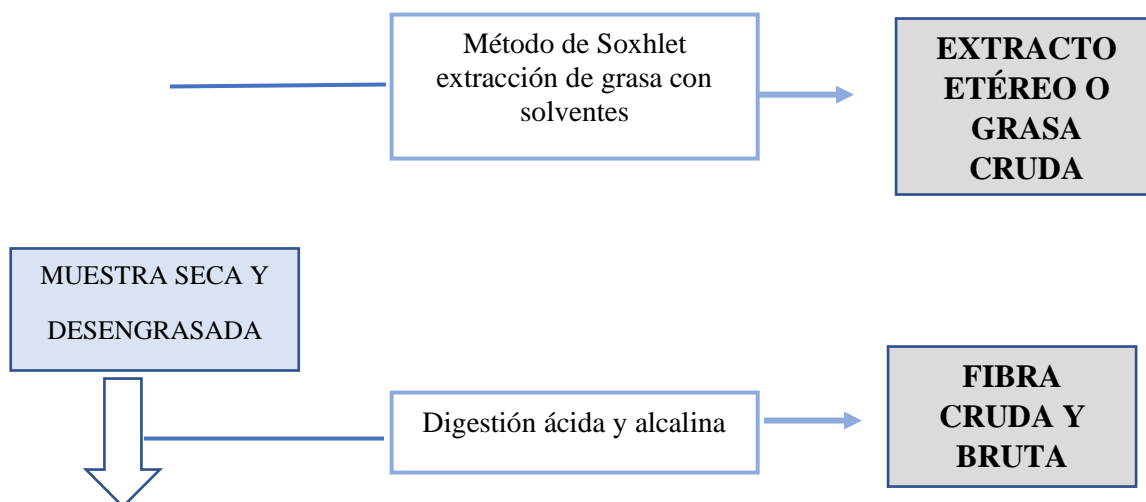 Método de Soxhlet
extracción de grasa con
solventes
EXTRACTO
ETÉREO O
GRASA
CRUDA
MUESTRA SECA Y
DESENGRASADA
Digestión ácida y alcalina
FIBRA
CRUDA Y
BRUTA